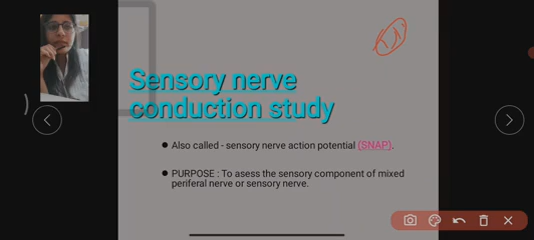 Sensory nerve
conduction study
Also called - sensory nerve action potential (SNAP).
PURPOSE : To asess the sensory component of mixed
periferal nerve or sensory nerve.